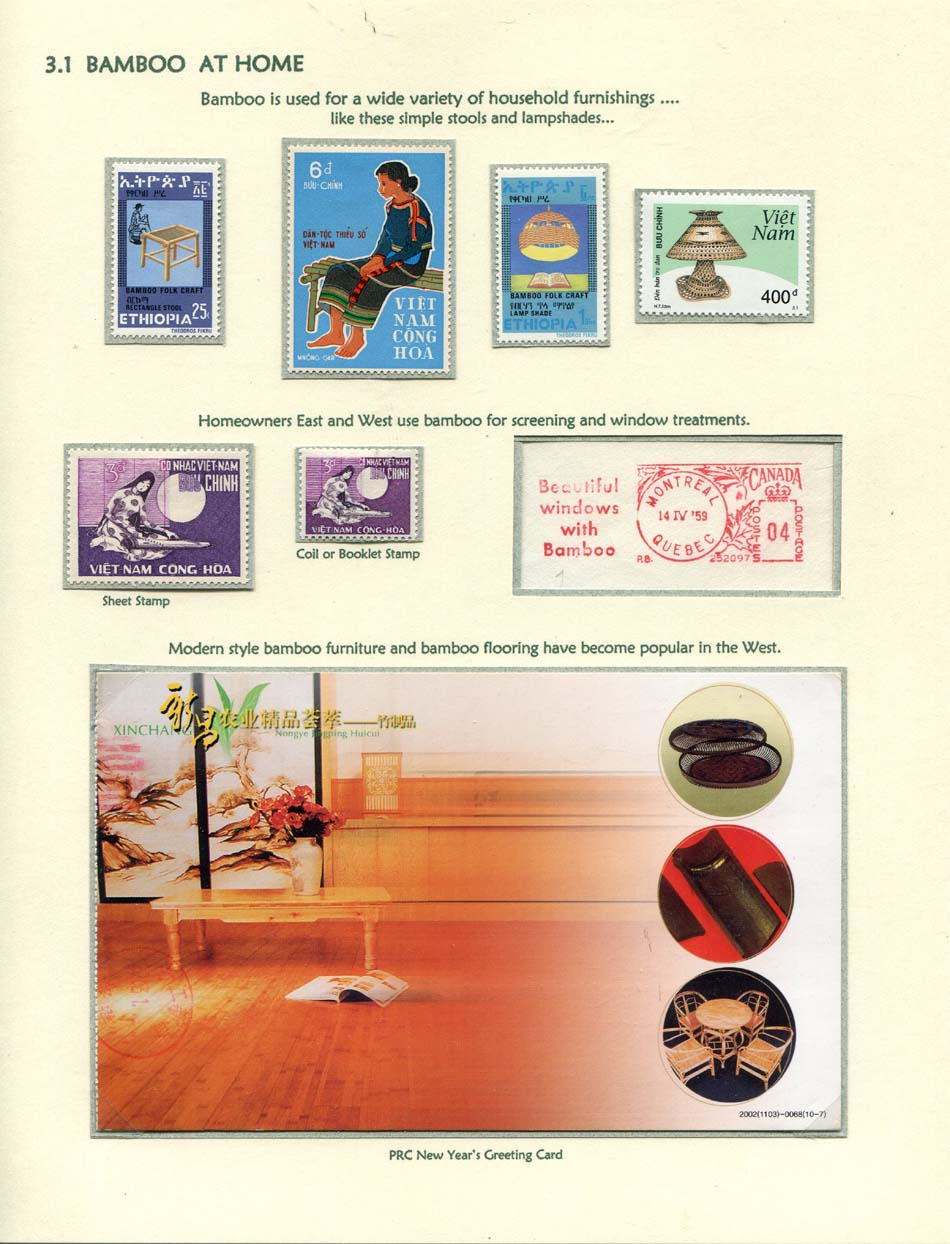 3.1 BAMBOO AT HOME
Bamboo is used for a wide variety of household furnishings ....
like these simple stools and lampshades...
ኢትዮጵያ
የቀርከሀ ሥራ
BAMBOO FOLK CRAFT
RECTANGLE STOOL
25
ETHIOPIA
THEODROS FIKRU
6đ
BƯU-CHÍNH
DÂN-TỘC THIỂU SỐ
VIỆT-NAM
VIỆT
NAM
CỘNG
HÒA
MNÔNG-GAR
ኢትዮጵያ
የቀርከሀ ሥራ
BAMBOO FOLK CRAFT
LAMP SHADE
ETHIOPIA 1
THEODROS FIKRU
BƯU CHÍNH
Việt
Nam
400đ
Homeowners East and West use bamboo for screening and window treatments.
3đ
CỔ NHẠC VIỆT-NAM
BƯU CHÍNH
VIỆT NAM CỘNG-HÒA
Sheet Stamp
3đ
CỔ NHẠC VIỆT-NAM
BƯU CHÍNH
VIỆT NAM CỘNG-HÒA
Coil or Booklet Stamp
Beautiful
windows
with
Bamboo
MONTREAL
14 IV '59
QUEBEC
P.B. 252097
CANADA
POSTES
04
POSTAGE
Modern style bamboo furniture and bamboo flooring have become popular in the West.
新昌农业精品荟萃——竹制品
XINCHANG
Nongye Jingping Huicui
2002(1103)-0068(10-7)
PRC New Year's Greeting Card